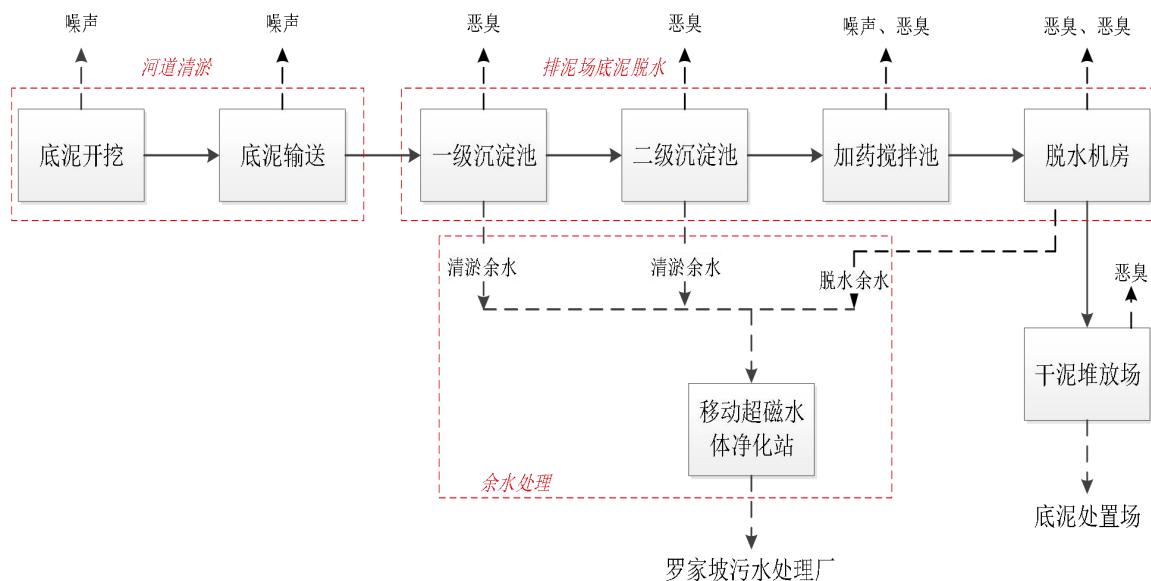 噪声
噪声
恶臭
恶臭
噪声、恶臭
恶臭、恶臭
河道清淤
排泥场底泥脱水
底泥开挖
底泥输送
一级沉淀池
二级沉淀池
加药搅拌池
脱水机房
清淤余水
清淤余水
脱水余水
恶臭
干泥堆放场
移动超磁水
体净化站
余水处理
底泥处置场
罗家坡污水处理厂